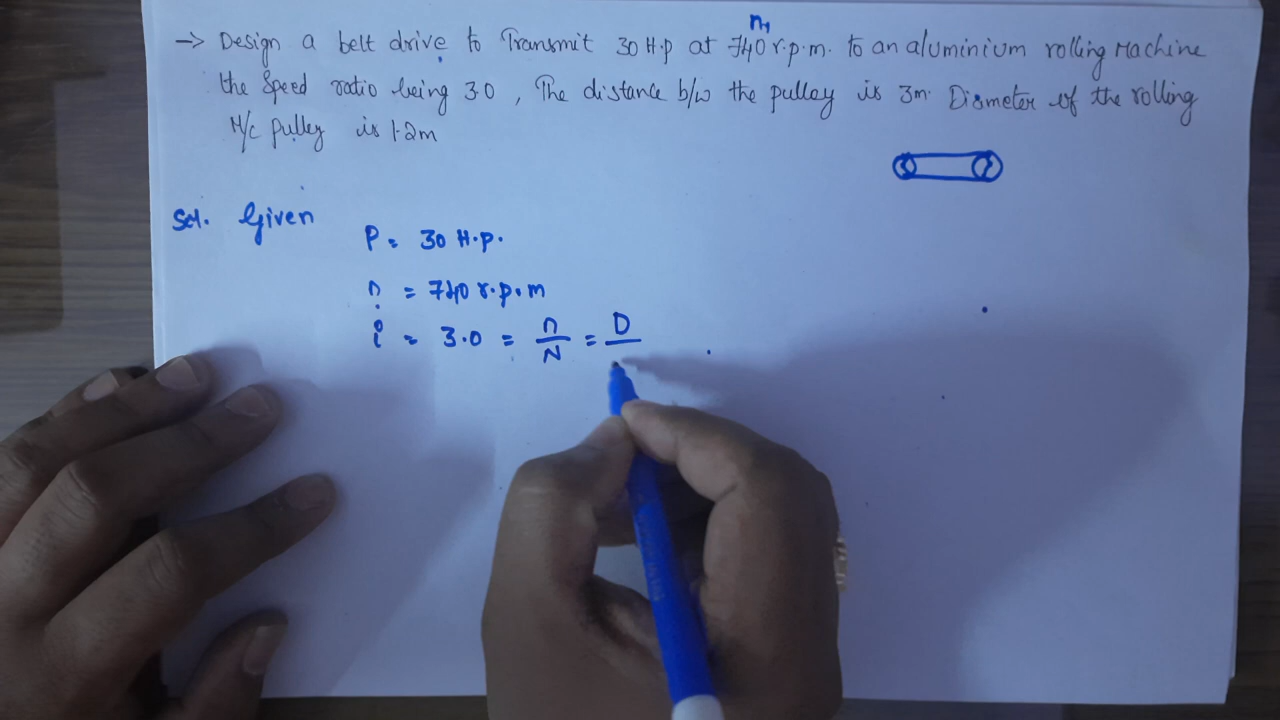 n₁
→ Design a belt drive to Transmit 30 H.p at 740 r.p.m. to an aluminium rolling Machine
the Speed ratio being 3.0 , The distance b/w the pulley is 3m. Diameter of the rolling
M/c pulley is 1.2m
Sol. Given
P = 30 H.p.
n = 740 r.p.m
i = 3.0 = n/N = D/